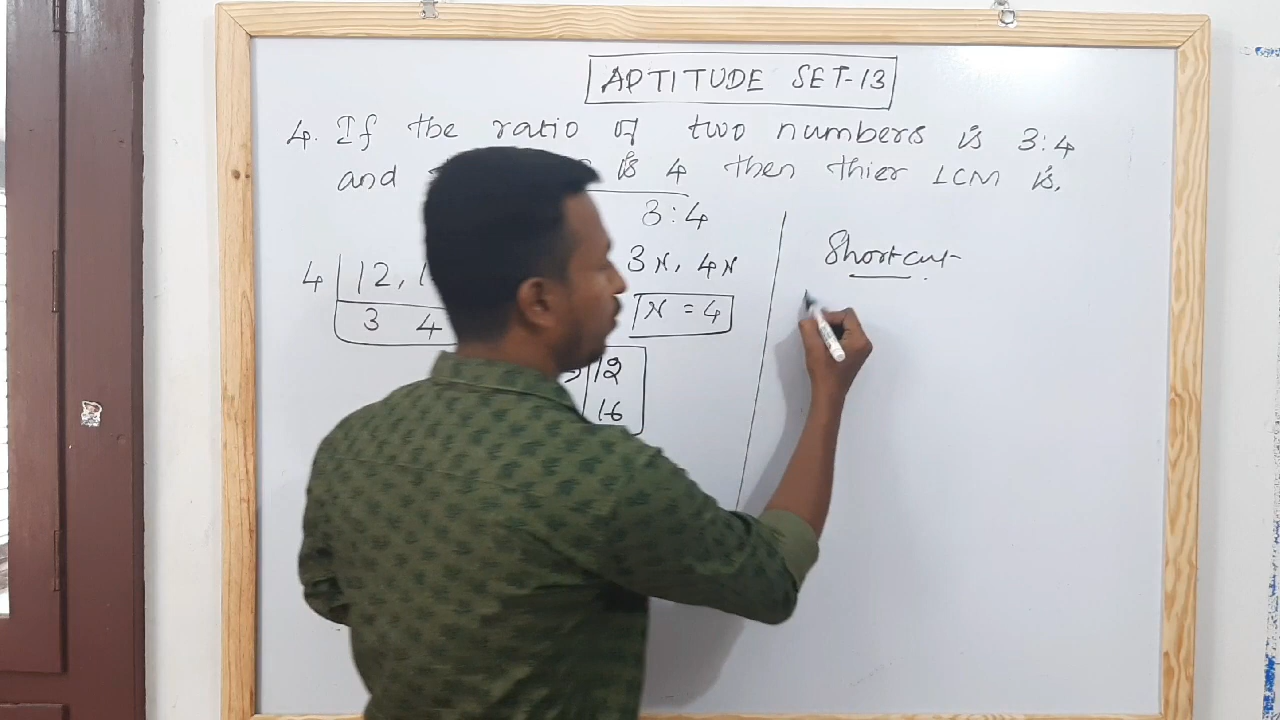 APTITUDE SET-13
4. If the ratio of two numbers is 3:4
and is 4 then thier LCM is.
3:4
3x, 4x
x = 4
4 12, 1
3 4
12
16
Shortcut